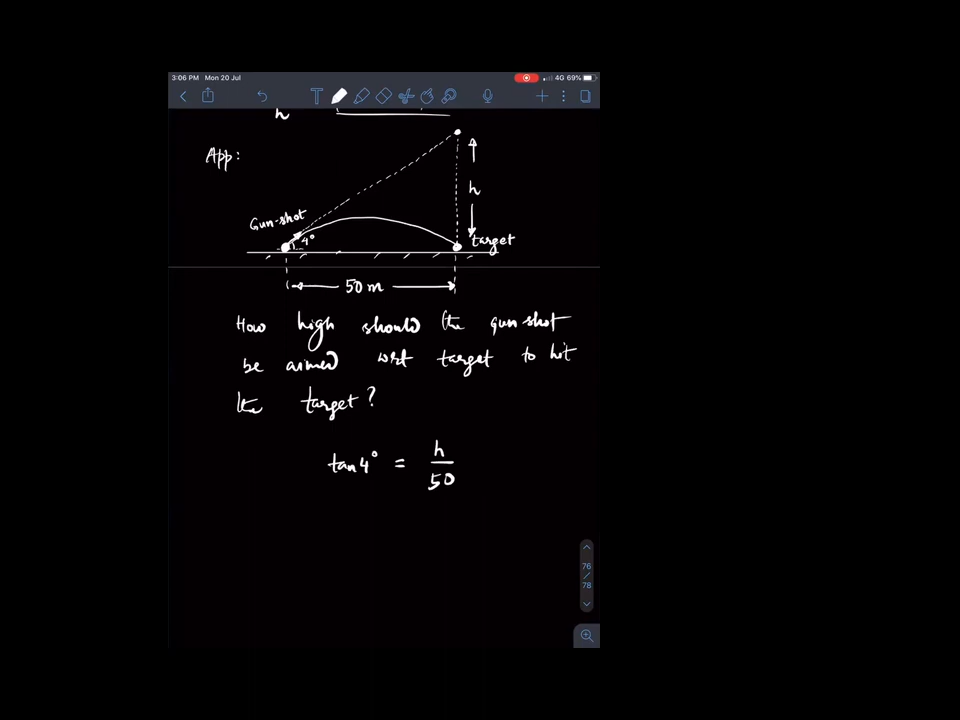 3:06 PM Mon 20 Jul 4G 69%
T
h
App:
h
Gun-shot
4°
target
50 m
How high should the gun shot
be aimed wrt target to hit
the target?
tan 4° = h/50
76
/
78